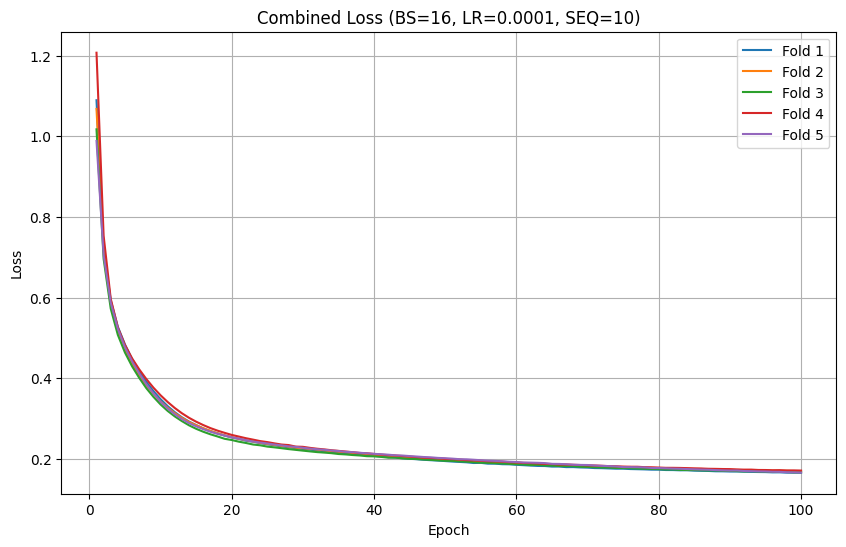 Combined Loss (BS=16, LR=0.0001, SEQ=10)
Fold 1
Fold 2
Fold 3
Fold 4
Fold 5
Loss
1.2
1.0
0.8
0.6
0.4
0.2
0 20 40 60 80 100
Epoch